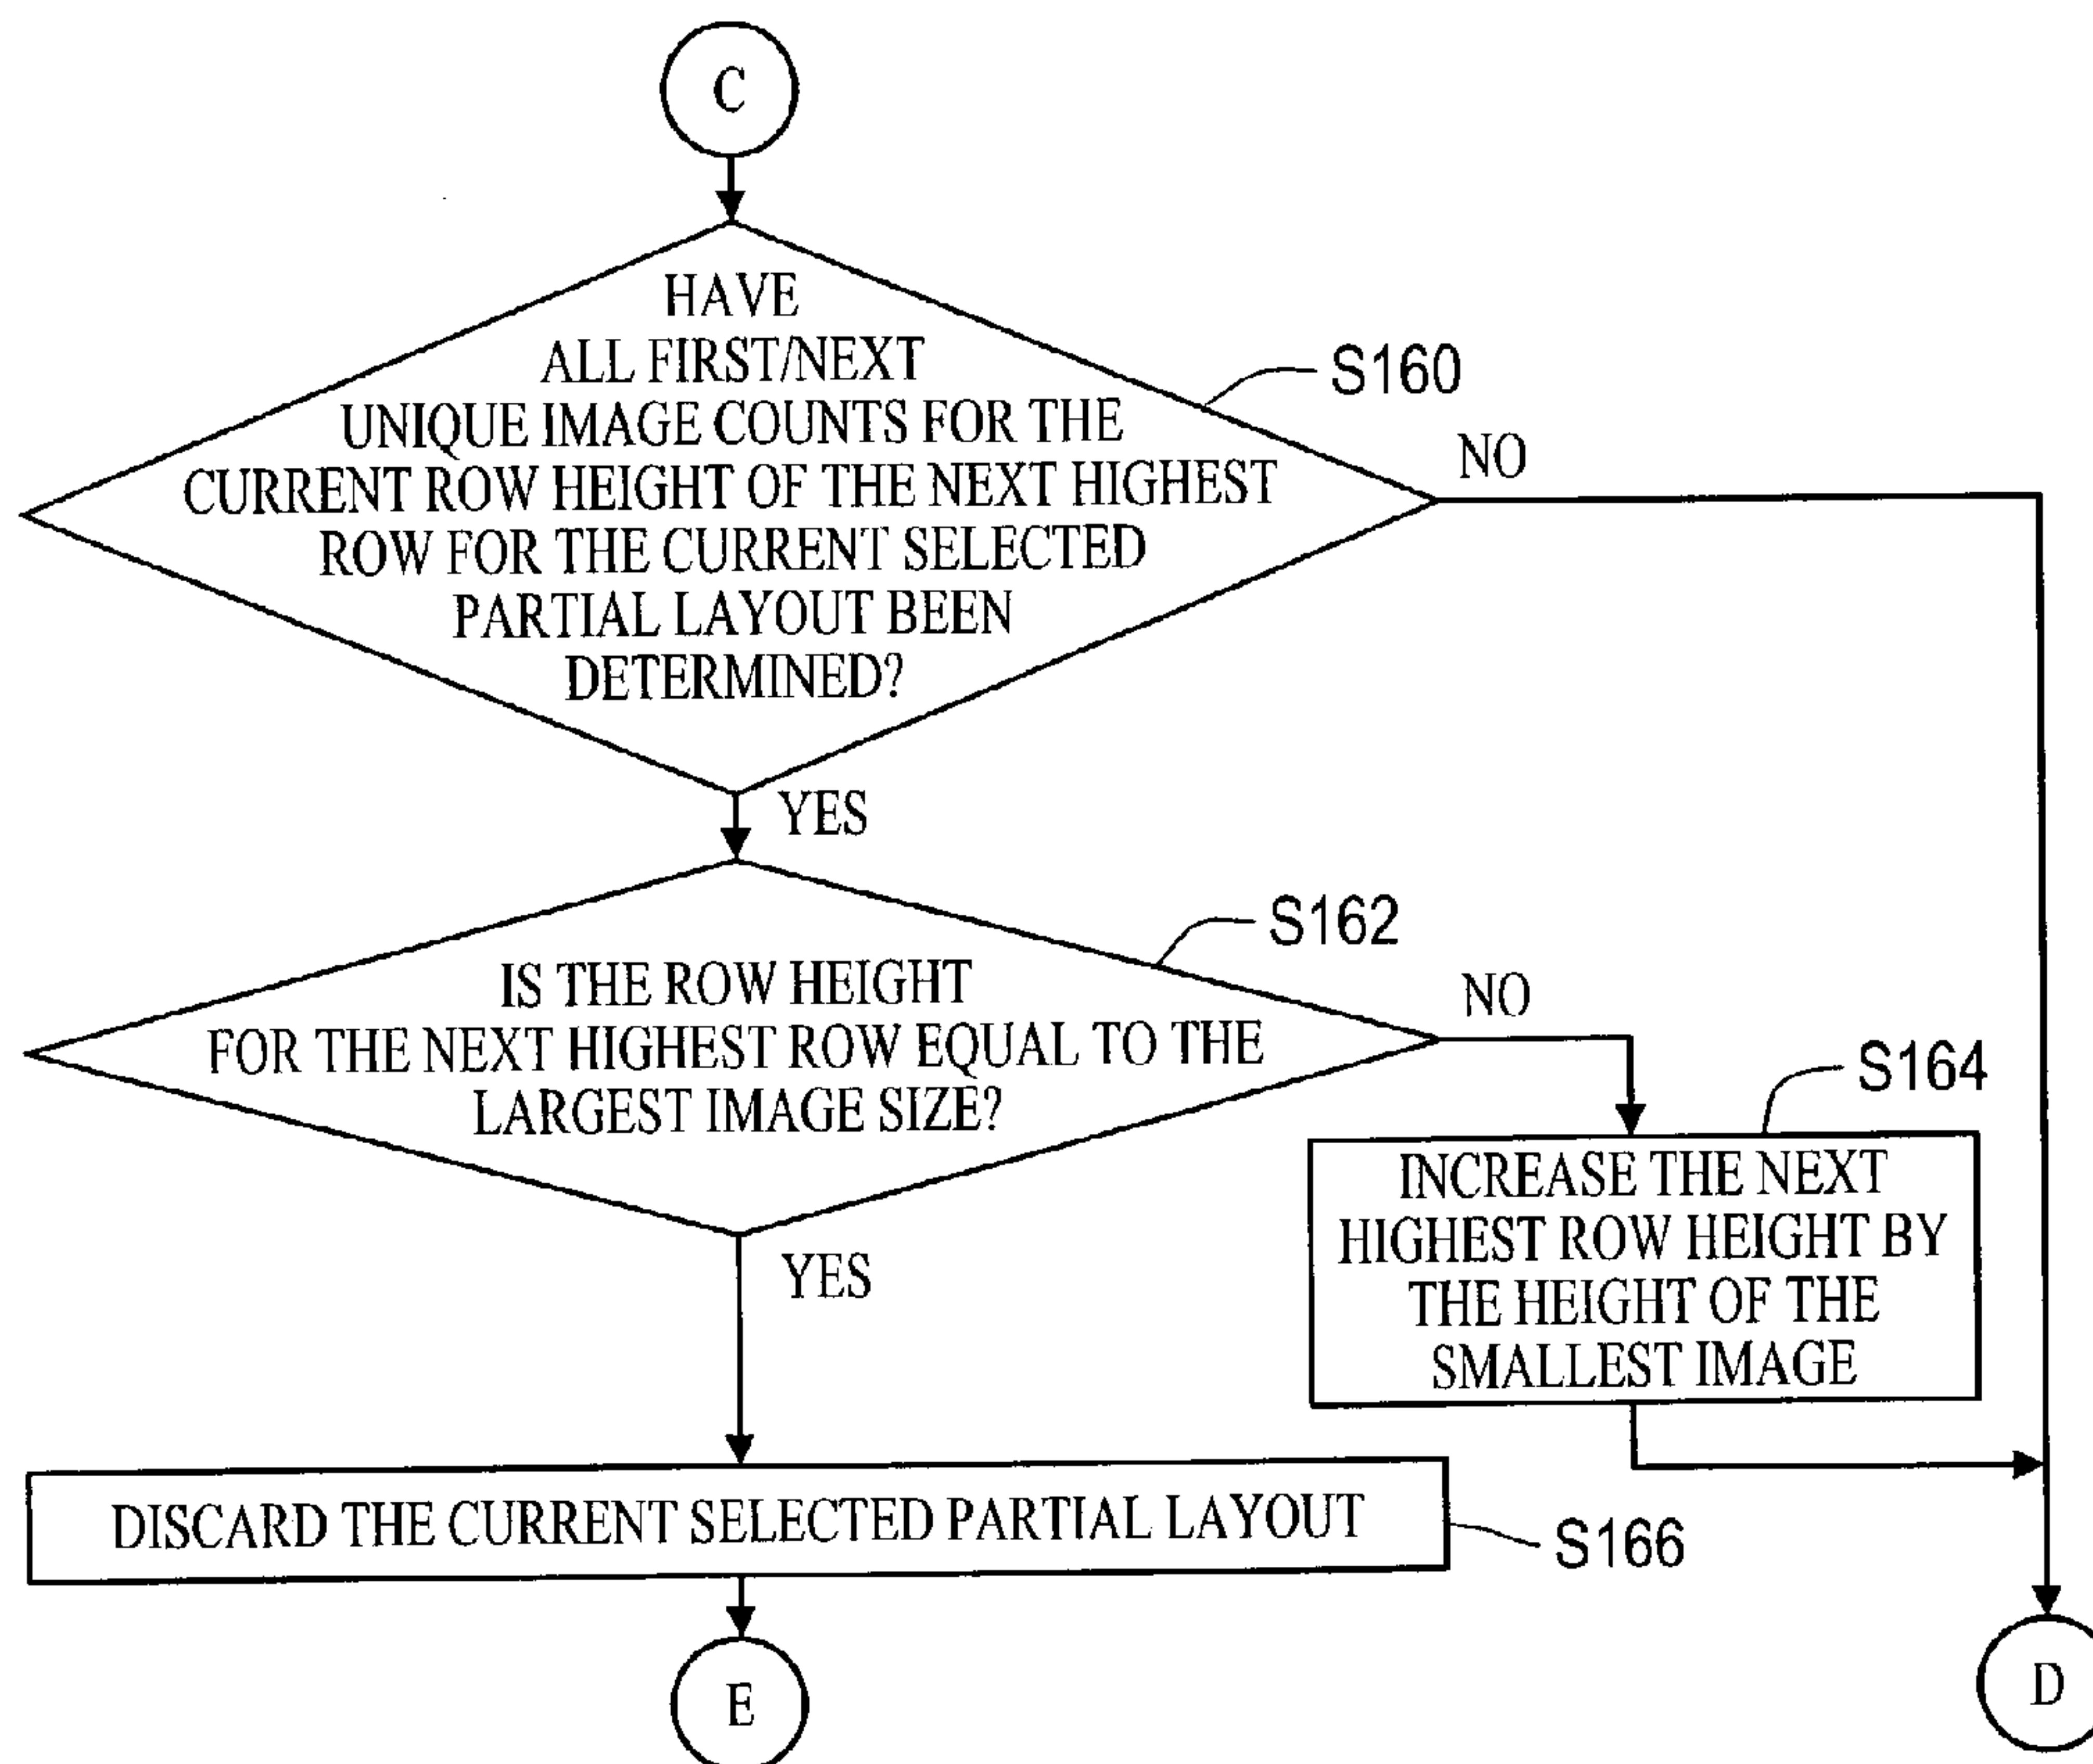 C
HAVE
ALL FIRST/NEXT
UNIQUE IMAGE COUNTS FOR THE
CURRENT ROW HEIGHT OF THE NEXT HIGHEST
ROW FOR THE CURRENT SELECTED
PARTIAL LAYOUT BEEN
DETERMINED?
S160
NO
YES
IS THE ROW HEIGHT
FOR THE NEXT HIGHEST ROW EQUAL TO THE
LARGEST IMAGE SIZE?
S162
NO
S164
INCREASE THE NEXT
HIGHEST ROW HEIGHT BY
THE HEIGHT OF THE
SMALLEST IMAGE
YES
DISCARD THE CURRENT SELECTED PARTIAL LAYOUT
S166
E
D